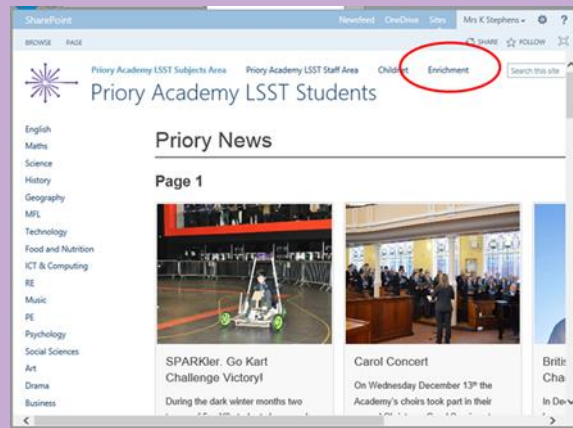 SharePoint
Newsfeed OneDrive Sites Mrs K Stephens ?
BROWSE PAGE
SHARE FOLLOW
Priory Academy LSST Subjects Area Priory Academy LSST Staff Area Childnet Enrichment
Search this site
Priory Academy LSST Students
English
Maths
Science
History
Geography
MFL
Technology
Food and Nutrition
ICT & Computing
RE
Music
PE
Psychology
Social Sciences
Art
Drama
Business
Priory News
Page 1
SPARKler. Go Kart
Challenge Victory!
During the dark winter months two
Carol Concert
On Wednesday December 13th the
Academy's choirs took part in their
Britis
Cha
In De